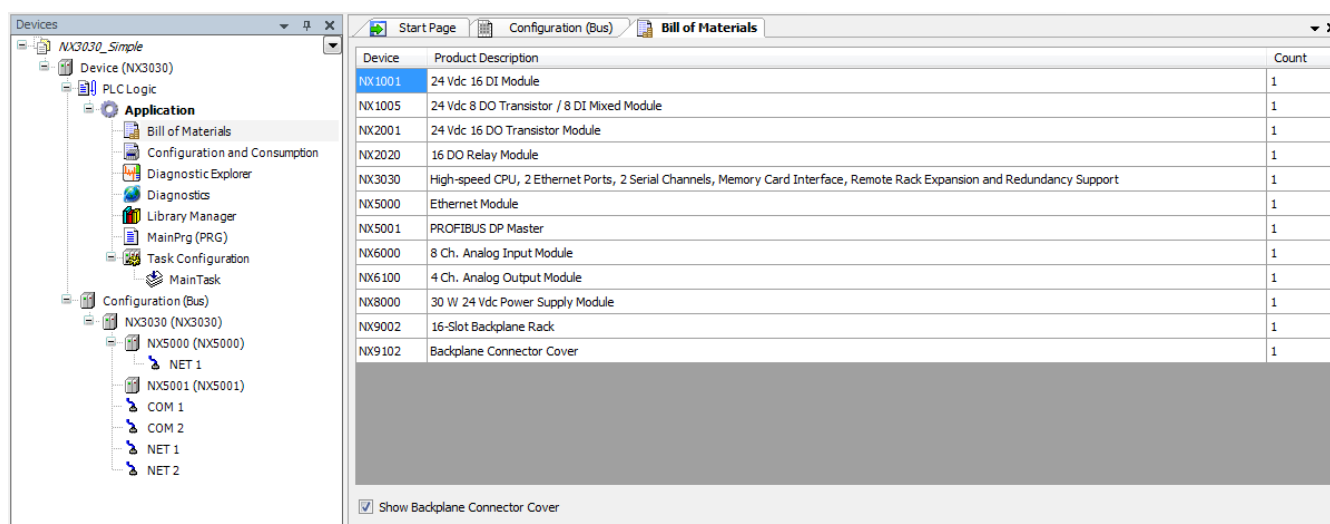 Devices
NX3030_Simple
Device (NX3030)
PLC Logic
Application
Bill of Materials
Configuration and Consumption
Diagnostic Explorer
Diagnostics
Library Manager
MainPrg (PRG)
Task Configuration
MainTask
Configuration (Bus)
NX3030 (NX3030)
NX5000 (NX5000)
NET 1
NX5001 (NX5001)
COM 1
COM 2
NET 1
NET 2
Start Page Configuration (Bus) Bill of Materials
Device Product Description Count
NX1001 24 Vdc 16 DI Module 1
NX1005 24 Vdc 8 DO Transistor / 8 DI Mixed Module 1
NX2001 24 Vdc 16 DO Transistor Module 1
NX2020 16 DO Relay Module 1
NX3030 High-speed CPU, 2 Ethernet Ports, 2 Serial Channels, Memory Card Interface, Remote Rack Expansion and Redundancy Support 1
NX5000 Ethernet Module 1
NX5001 PROFIBUS DP Master 1
NX6000 8 Ch. Analog Input Module 1
NX6100 4 Ch. Analog Output Module 1
NX8000 30 W 24 Vdc Power Supply Module 1
NX9002 16-Slot Backplane Rack 1
NX9102 Backplane Connector Cover 1
Show Backplane Connector Cover